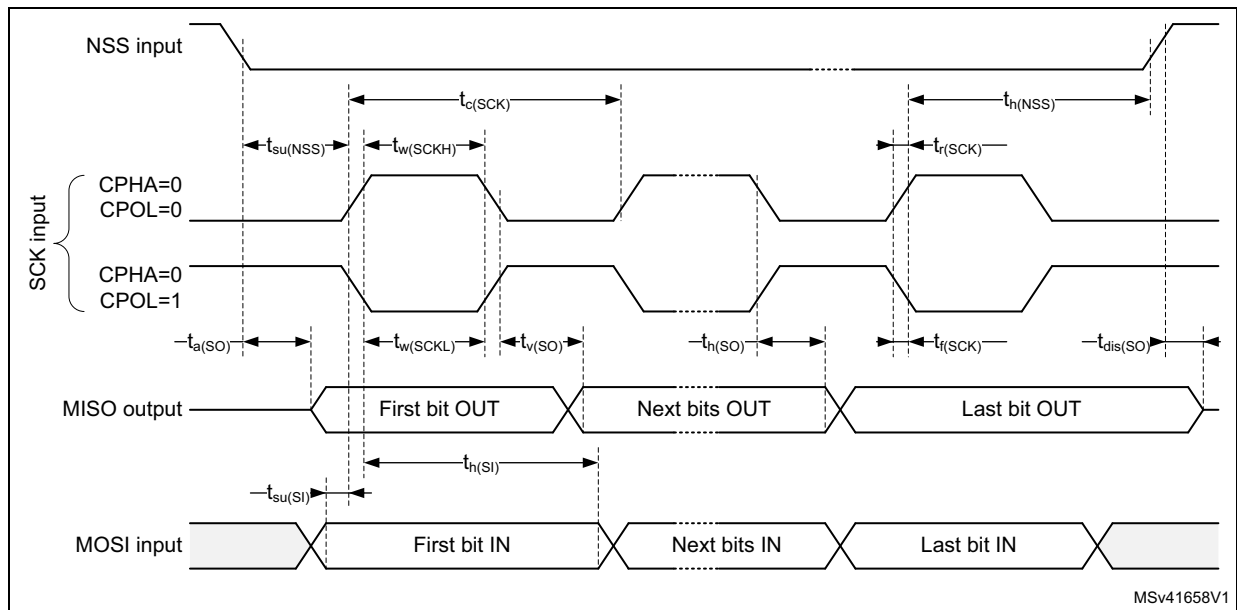 NSS input
tc(SCK)
th(NSS)
tsu(NSS)
tw(SCKH)
tr(SCK)
SCK input
CPHA=0
CPOL=0
CPHA=0
CPOL=1
ta(SO)
tw(SCKL)
tv(SO)
th(SO)
tf(SCK)
tdis(SO)
MISO output
First bit OUT
Next bits OUT
Last bit OUT
th(SI)
tsu(SI)
MOSI input
First bit IN
Next bits IN
Last bit IN
MSv41658V1